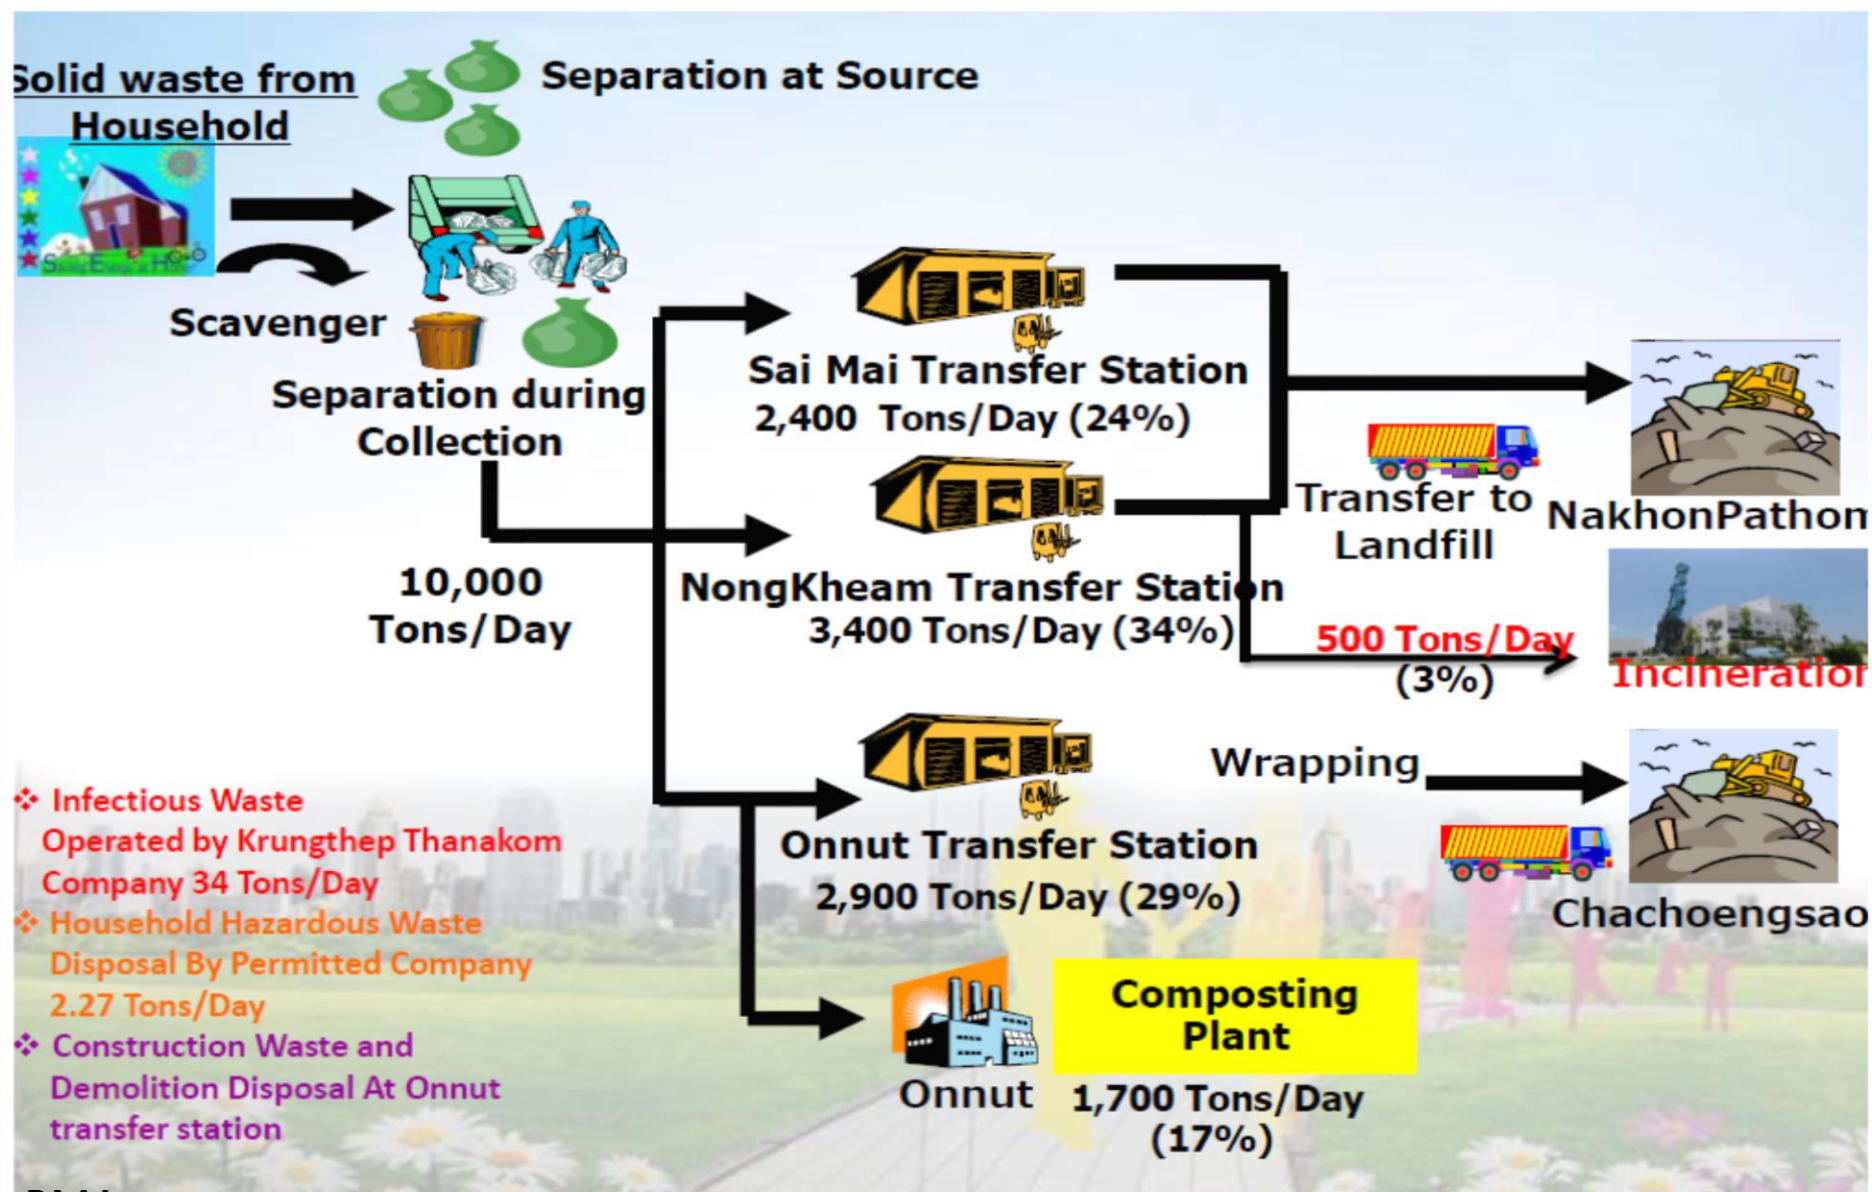 Solid waste from
Household
Separation at Source
Scavenger
Separation during
Collection
10,000
Tons/Day
Sai Mai Transfer Station
2,400 Tons/Day (24%)
NongKheam Transfer Station
3,400 Tons/Day (34%)
Transfer to
Landfill
NakhonPathom
500 Tons/Day
(3%)
Incineration
Onnut Transfer Station
2,900 Tons/Day (29%)
Wrapping
Chachoengsao
Onnut
Composting
Plant
1,700 Tons/Day
(17%)
❖ Infectious Waste
Operated by Krungthep Thanakom
Company 34 Tons/Day
❖ Household Hazardous Waste
Disposal By Permitted Company
2.27 Tons/Day
❖ Construction Waste and
Demolition Disposal At Onnut
transfer station